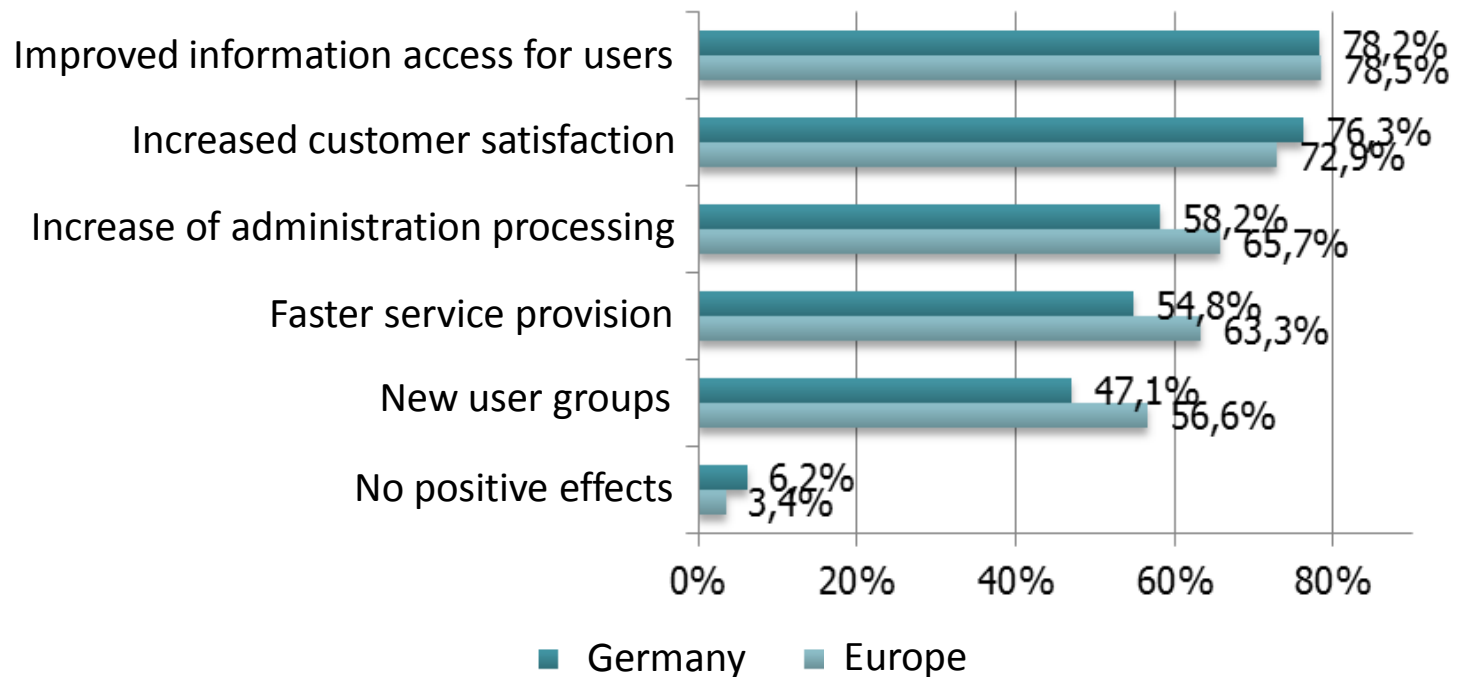 Improved information access for users
78,2%
78,5%
Increased customer satisfaction
76,3%
72,9%
Increase of administration processing
58,2%
65,7%
Faster service provision
54,8%
63,3%
New user groups
47,1%
56,6%
No positive effects
6,2%
3,4%
0% 20% 40% 60% 80%
Germany Europe